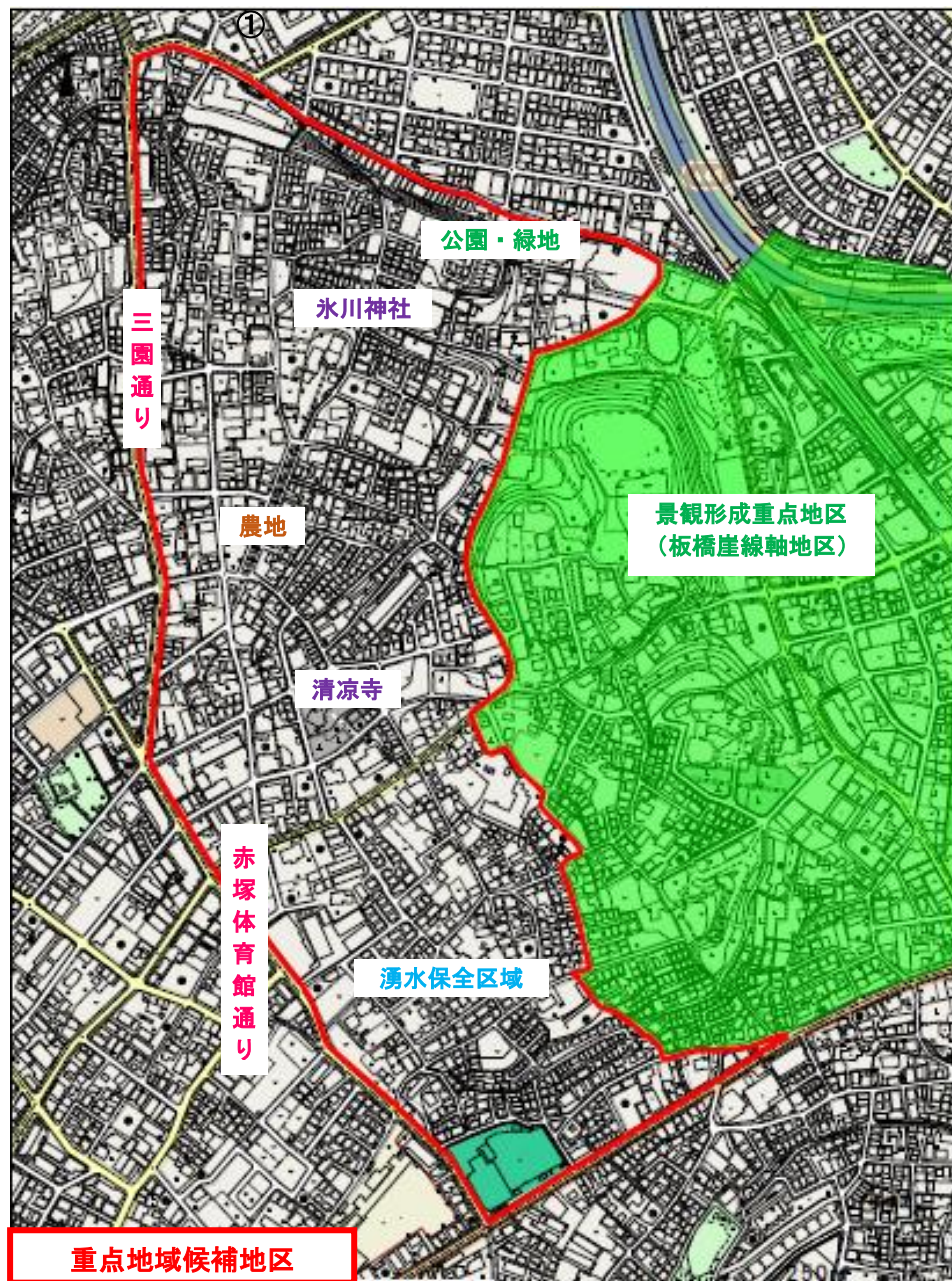 ①
公園・緑地
氷川神社
三園通り
景観形成重点地区
（板橋崖線軸地区）
農地
清凉寺
赤塚体育館通り
湧水保全区域
重点地域候補地区